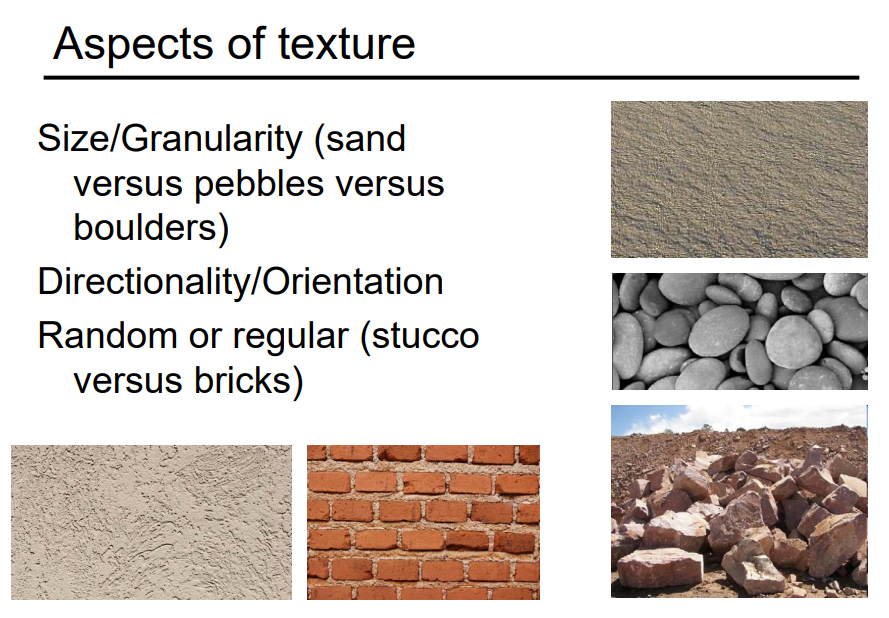 Aspects of texture
Size/Granularity (sand
versus pebbles versus
boulders)
Directionality/Orientation
Random or regular (stucco
versus bricks)